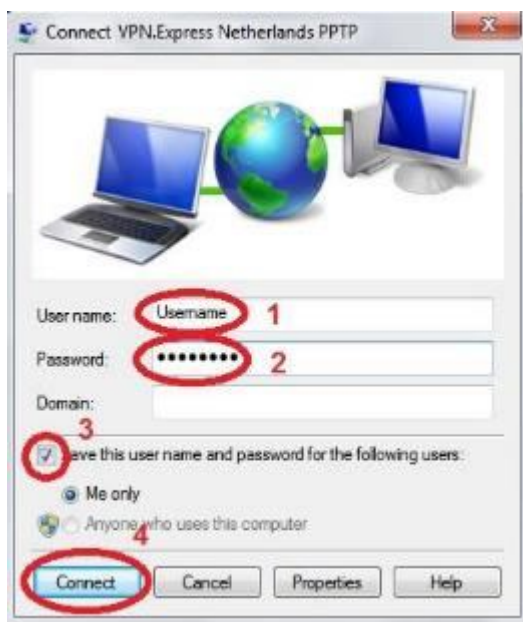 Connect VPN.Express Netherlands PPTP
User name: Username 1
Password: •••••••• 2
Domain:
3
ave this user name and password for the following users:
Me only
Anyone who uses this computer
4
Connect Cancel Properties Help